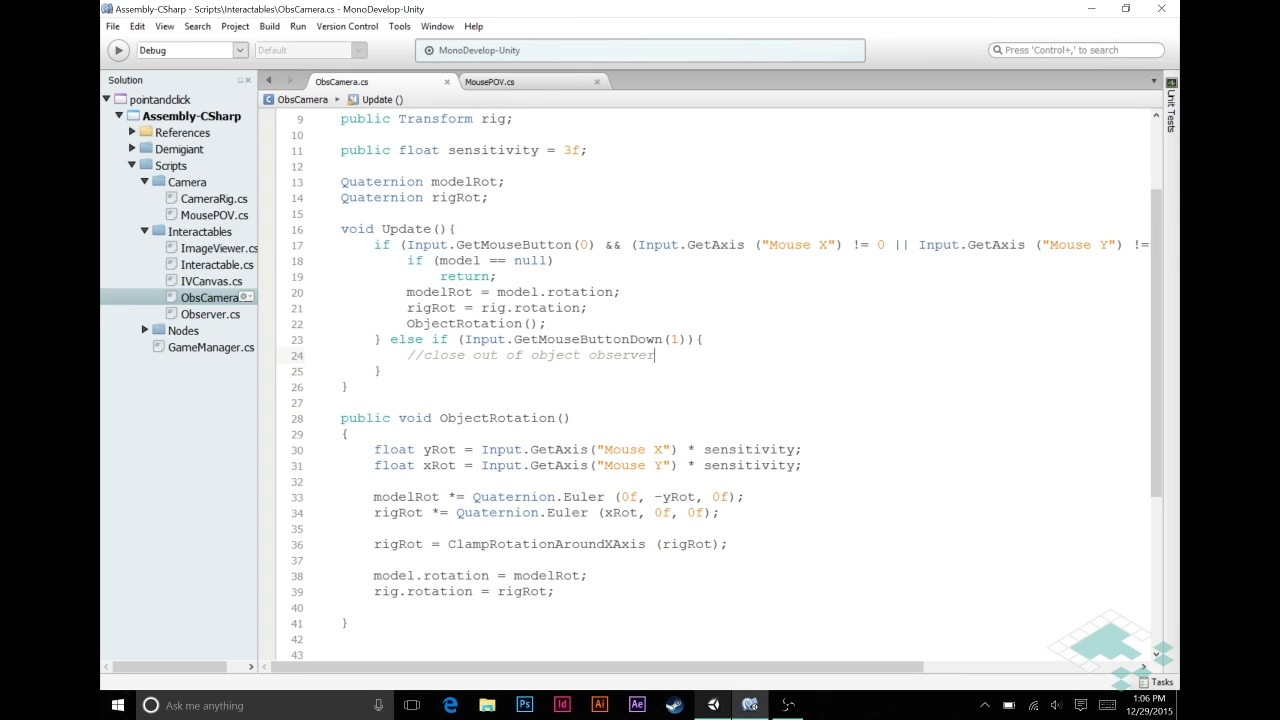 Assembly-CSharp - Scripts\Interactables\ObsCamera.cs - MonoDevelop-Unity
File Edit View Search Project Build Run Version Control Tools Window Help
Debug Default MonoDevelop-Unity Press 'Control+,' to search
Solution
pointandclick
Assembly-CSharp
References
Demigiant
Scripts
Camera
CameraRig.cs
MousePOV.cs
Interactables
ImageViewer.cs
Interactable.cs
IVCanvas.cs
ObsCamera
Observer.cs
Nodes
GameManager.cs
ObsCamera.cs MousePOV.cs
ObsCamera Update ()
9 public Transform rig;
10
11 public float sensitivity = 3f;
12
13 Quaternion modelRot;
14 Quaternion rigRot;
15
16 void Update(){
17 if (Input.GetMouseButton(0) && (Input.GetAxis ("Mouse X") != 0 || Input.GetAxis ("Mouse Y") !=
18 if (model == null)
19 return;
20 modelRot = model.rotation;
21 rigRot = rig.rotation;
22 ObjectRotation();
23 } else if (Input.GetMouseButtonDown(1)){
24 //close out of object observer
25 }
26 }
27
28 public void ObjectRotation()
29 {
30 float yRot = Input.GetAxis("Mouse X") * sensitivity;
31 float xRot = Input.GetAxis("Mouse Y") * sensitivity;
32
33 modelRot *= Quaternion.Euler (0f, -yRot, 0f);
34 rigRot *= Quaternion.Euler (xRot, 0f, 0f);
35
36 rigRot = ClampRotationAroundXAxis (rigRot);
37
38 model.rotation = modelRot;
39 rig.rotation = rigRot;
40
41 }
42
43
Unit Tests
Tasks
Ask me anything
Ps Id Ai Ae
1:06 PM
12/29/2015